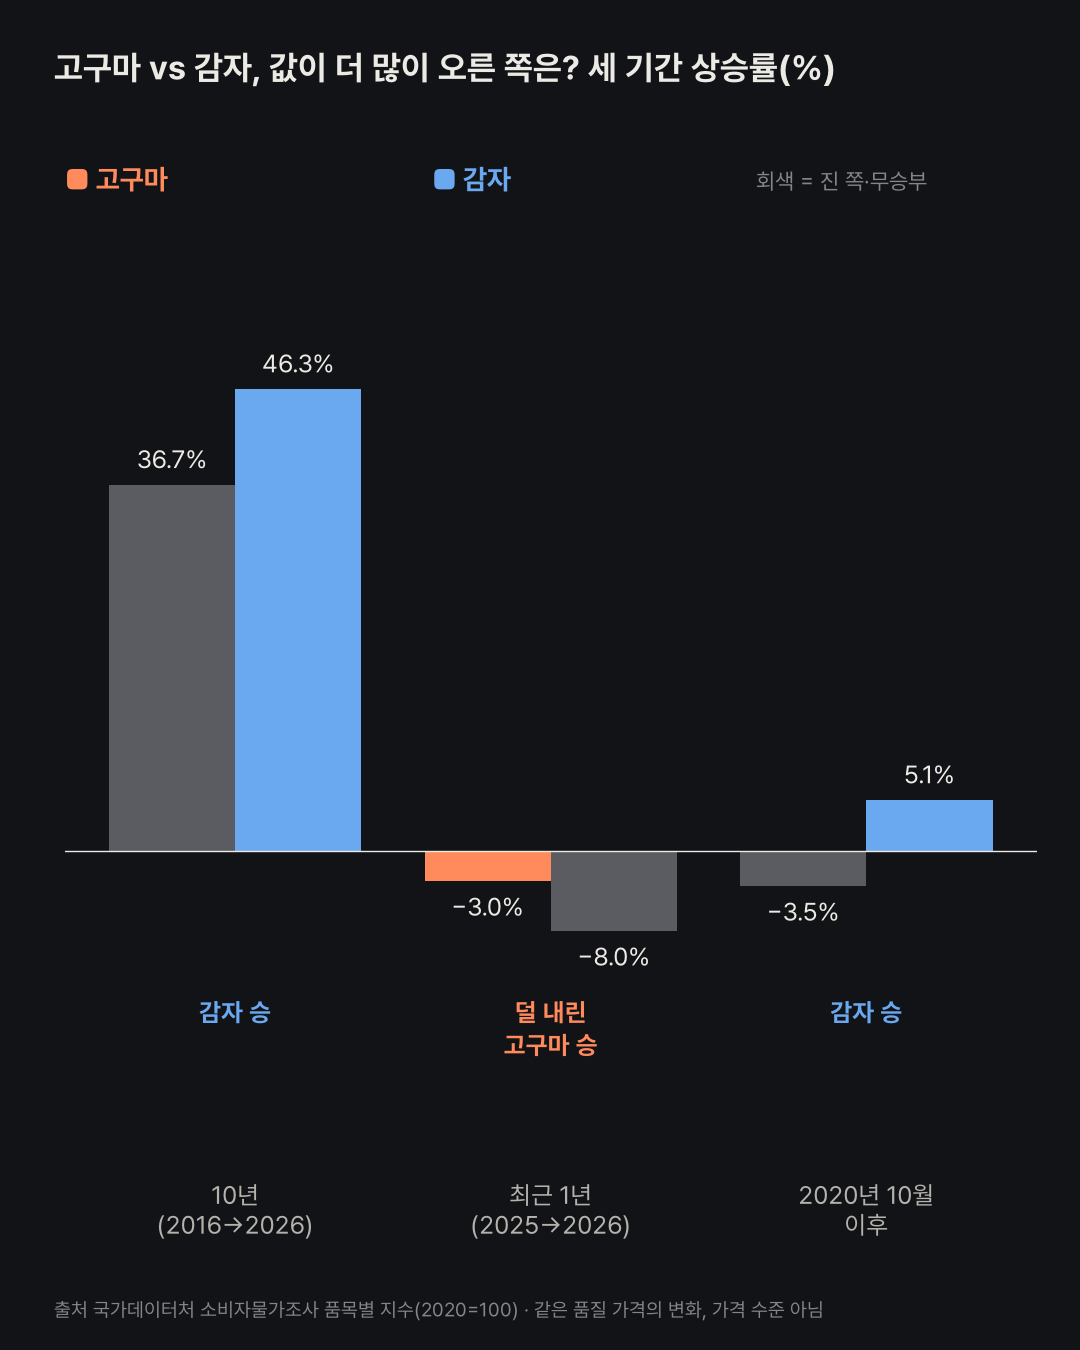 고구마 vs 감자, 값이 더 많이 오른 쪽은? 세 기간 상승률(%)
고구마
감자
회색 = 진 쪽·무승부
36.7%
46.3%
−3.0%
−8.0%
−3.5%
5.1%
감자 승
덜 내린
고구마 승
감자 승
10년
(2016→2026)
최근 1년
(2025→2026)
2020년 10월
이후
출처 국가데이터처 소비자물가조사 품목별 지수(2020=100) · 같은 품질 가격의 변화, 가격 수준 아님